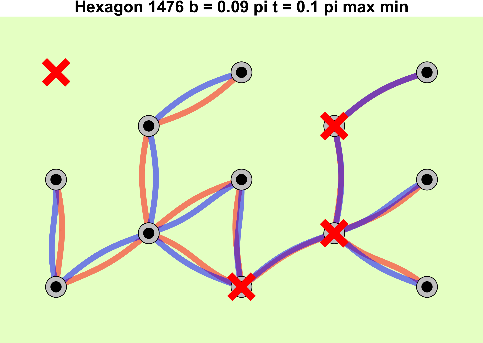 Hexagon 1476 b = 0.09 pi t = 0.1 pi max min